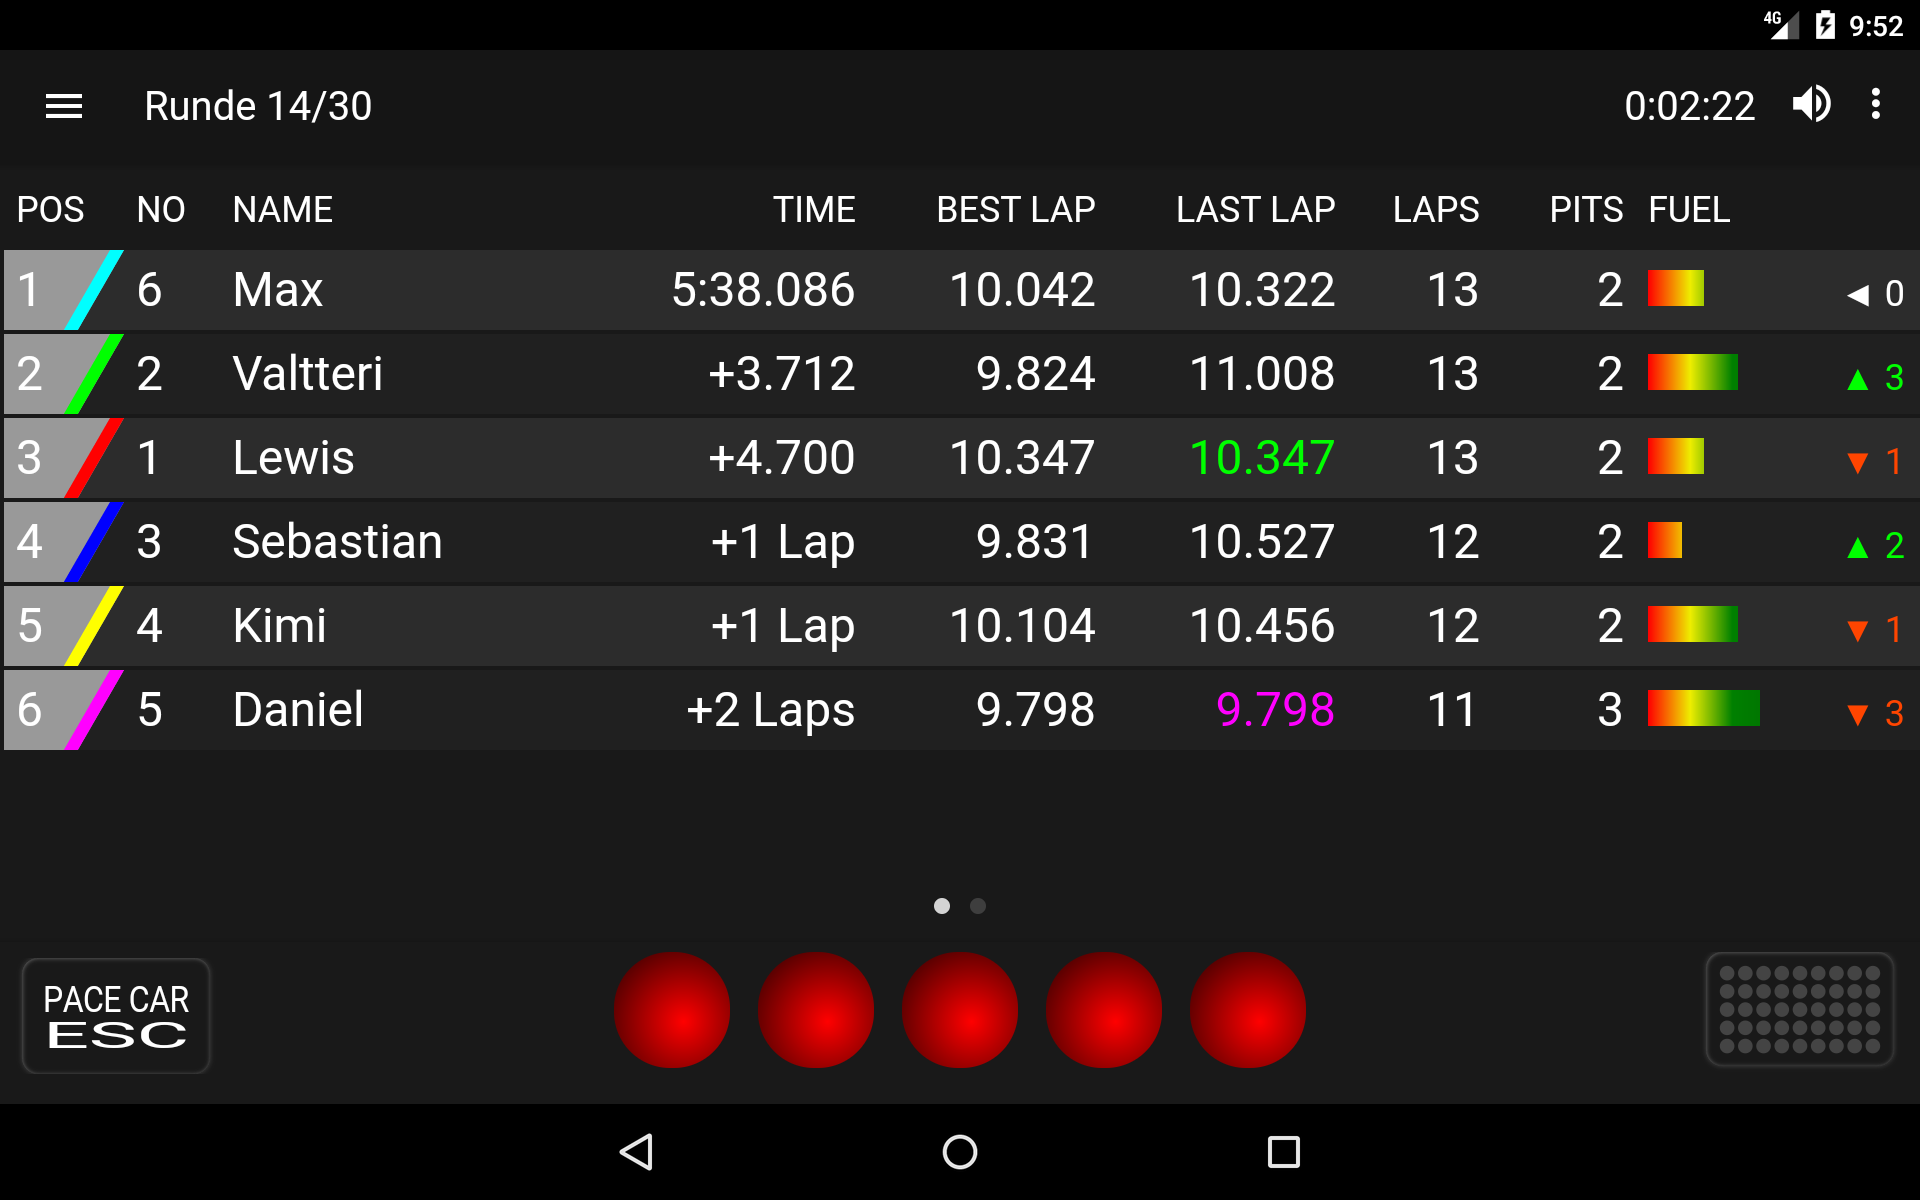 4G 9:52
Runde 14/30 0:02:22
POS NO NAME TIME BEST LAP LAST LAP LAPS PITS FUEL
1 6 Max 5:38.086 10.042 10.322 13 2 ◄ 0
2 2 Valtteri +3.712 9.824 11.008 13 2 ▲ 3
3 1 Lewis +4.700 10.347 10.347 13 2 ▼ 1
4 3 Sebastian +1 Lap 9.831 10.527 12 2 ▲ 2
5 4 Kimi +1 Lap 10.104 10.456 12 2 ▼ 1
6 5 Daniel +2 Laps 9.798 9.798 11 3 ▼ 3
PACE CAR
ESC